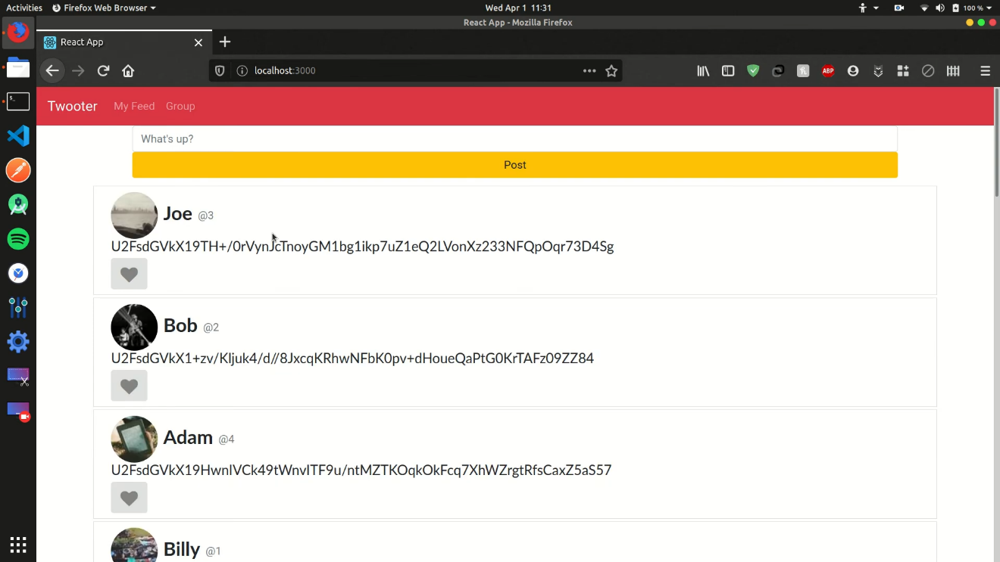 Activities Firefox Web Browser Wed Apr 1 11:31 100 %
React App - Mozilla Firefox
React App
localhost:3000 ABP
Twooter My Feed Group
What's up?
Post
Joe @3
U2FsdGVkX19TH+/0rVynJcTnoyGM1bg1ikp7uZ1eQ2LVonXz233NFQpOqr73D4Sg
Bob @2
U2FsdGVkX1+zv/KIjuk4/d//8JxcqKRhwNFbK0pv+dHoueQaPtG0KrTAFz09ZZ84
Adam @4
U2FsdGVkX19HwnIVCk49tWnvITF9u/ntMZTKOqkOkFcq7XhWZrgtRfsCaxZ5aS57
Billy @1